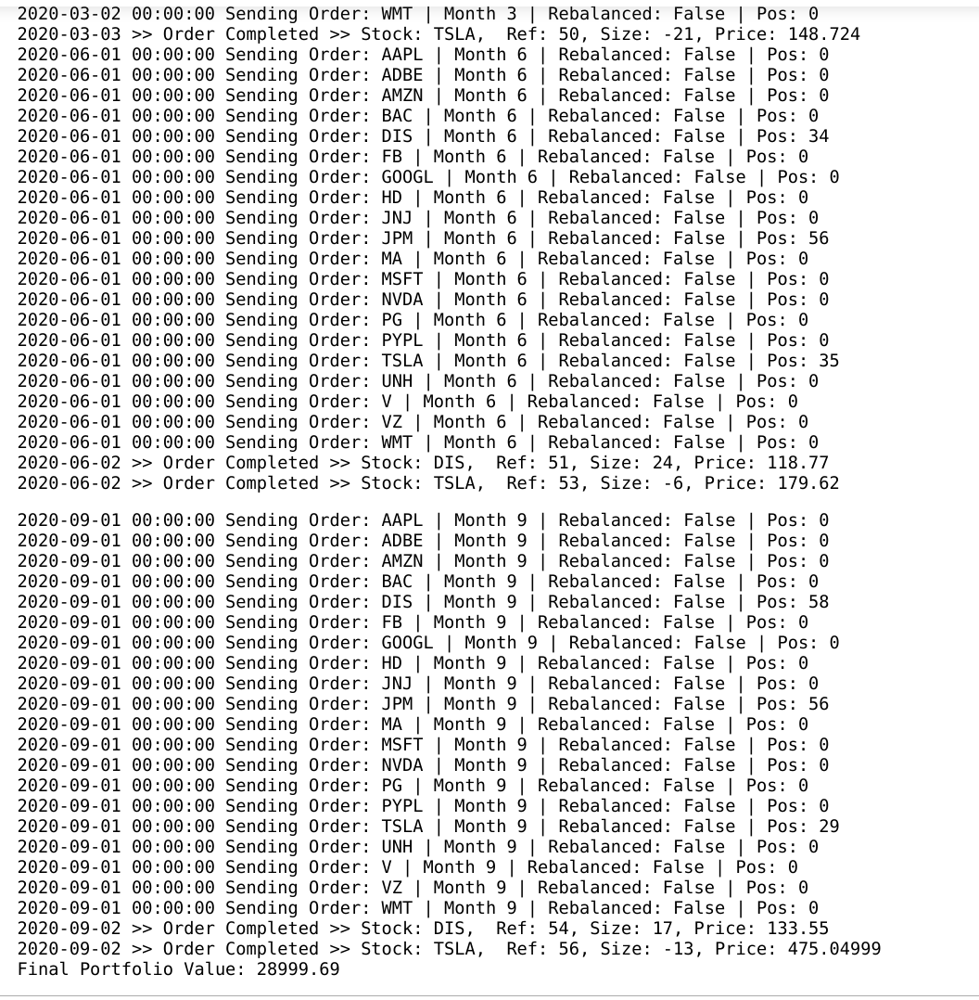 2020-03-02 00:00:00 Sending Order: WMT | Month 3 | Rebalanced: False | Pos: 0
2020-03-03 >> Order Completed >> Stock: TSLA,  Ref: 50, Size: -21, Price: 148.724
2020-06-01 00:00:00 Sending Order: AAPL | Month 6 | Rebalanced: False | Pos: 0
2020-06-01 00:00:00 Sending Order: ADBE | Month 6 | Rebalanced: False | Pos: 0
2020-06-01 00:00:00 Sending Order: AMZN | Month 6 | Rebalanced: False | Pos: 0
2020-06-01 00:00:00 Sending Order: BAC | Month 6 | Rebalanced: False | Pos: 0
2020-06-01 00:00:00 Sending Order: DIS | Month 6 | Rebalanced: False | Pos: 34
2020-06-01 00:00:00 Sending Order: FB | Month 6 | Rebalanced: False | Pos: 0
2020-06-01 00:00:00 Sending Order: GOOGL | Month 6 | Rebalanced: False | Pos: 0
2020-06-01 00:00:00 Sending Order: HD | Month 6 | Rebalanced: False | Pos: 0
2020-06-01 00:00:00 Sending Order: JNJ | Month 6 | Rebalanced: False | Pos: 0
2020-06-01 00:00:00 Sending Order: JPM | Month 6 | Rebalanced: False | Pos: 56
2020-06-01 00:00:00 Sending Order: MA | Month 6 | Rebalanced: False | Pos: 0
2020-06-01 00:00:00 Sending Order: MSFT | Month 6 | Rebalanced: False | Pos: 0
2020-06-01 00:00:00 Sending Order: NVDA | Month 6 | Rebalanced: False | Pos: 0
2020-06-01 00:00:00 Sending Order: PG | Month 6 | Rebalanced: False | Pos: 0
2020-06-01 00:00:00 Sending Order: PYPL | Month 6 | Rebalanced: False | Pos: 0
2020-06-01 00:00:00 Sending Order: TSLA | Month 6 | Rebalanced: False | Pos: 35
2020-06-01 00:00:00 Sending Order: UNH | Month 6 | Rebalanced: False | Pos: 0
2020-06-01 00:00:00 Sending Order: V | Month 6 | Rebalanced: False | Pos: 0
2020-06-01 00:00:00 Sending Order: VZ | Month 6 | Rebalanced: False | Pos: 0
2020-06-01 00:00:00 Sending Order: WMT | Month 6 | Rebalanced: False | Pos: 0
2020-06-02 >> Order Completed >> Stock: DIS,  Ref: 51, Size: 24, Price: 118.77
2020-06-02 >> Order Completed >> Stock: TSLA,  Ref: 53, Size: -6, Price: 179.62
2020-09-01 00:00:00 Sending Order: AAPL | Month 9 | Rebalanced: False | Pos: 0
2020-09-01 00:00:00 Sending Order: ADBE | Month 9 | Rebalanced: False | Pos: 0
2020-09-01 00:00:00 Sending Order: AMZN | Month 9 | Rebalanced: False | Pos: 0
2020-09-01 00:00:00 Sending Order: BAC | Month 9 | Rebalanced: False | Pos: 0
2020-09-01 00:00:00 Sending Order: DIS | Month 9 | Rebalanced: False | Pos: 58
2020-09-01 00:00:00 Sending Order: FB | Month 9 | Rebalanced: False | Pos: 0
2020-09-01 00:00:00 Sending Order: GOOGL | Month 9 | Rebalanced: False | Pos: 0
2020-09-01 00:00:00 Sending Order: HD | Month 9 | Rebalanced: False | Pos: 0
2020-09-01 00:00:00 Sending Order: JNJ | Month 9 | Rebalanced: False | Pos: 0
2020-09-01 00:00:00 Sending Order: JPM | Month 9 | Rebalanced: False | Pos: 56
2020-09-01 00:00:00 Sending Order: MA | Month 9 | Rebalanced: False | Pos: 0
2020-09-01 00:00:00 Sending Order: MSFT | Month 9 | Rebalanced: False | Pos: 0
2020-09-01 00:00:00 Sending Order: NVDA | Month 9 | Rebalanced: False | Pos: 0
2020-09-01 00:00:00 Sending Order: PG | Month 9 | Rebalanced: False | Pos: 0
2020-09-01 00:00:00 Sending Order: PYPL | Month 9 | Rebalanced: False | Pos: 0
2020-09-01 00:00:00 Sending Order: TSLA | Month 9 | Rebalanced: False | Pos: 29
2020-09-01 00:00:00 Sending Order: UNH | Month 9 | Rebalanced: False | Pos: 0
2020-09-01 00:00:00 Sending Order: V | Month 9 | Rebalanced: False | Pos: 0
2020-09-01 00:00:00 Sending Order: VZ | Month 9 | Rebalanced: False | Pos: 0
2020-09-01 00:00:00 Sending Order: WMT | Month 9 | Rebalanced: False | Pos: 0
2020-09-02 >> Order Completed >> Stock: DIS,  Ref: 54, Size: 17, Price: 133.55
2020-09-02 >> Order Completed >> Stock: TSLA,  Ref: 56, Size: -13, Price: 475.04999
Final Portfolio Value: 28999.69